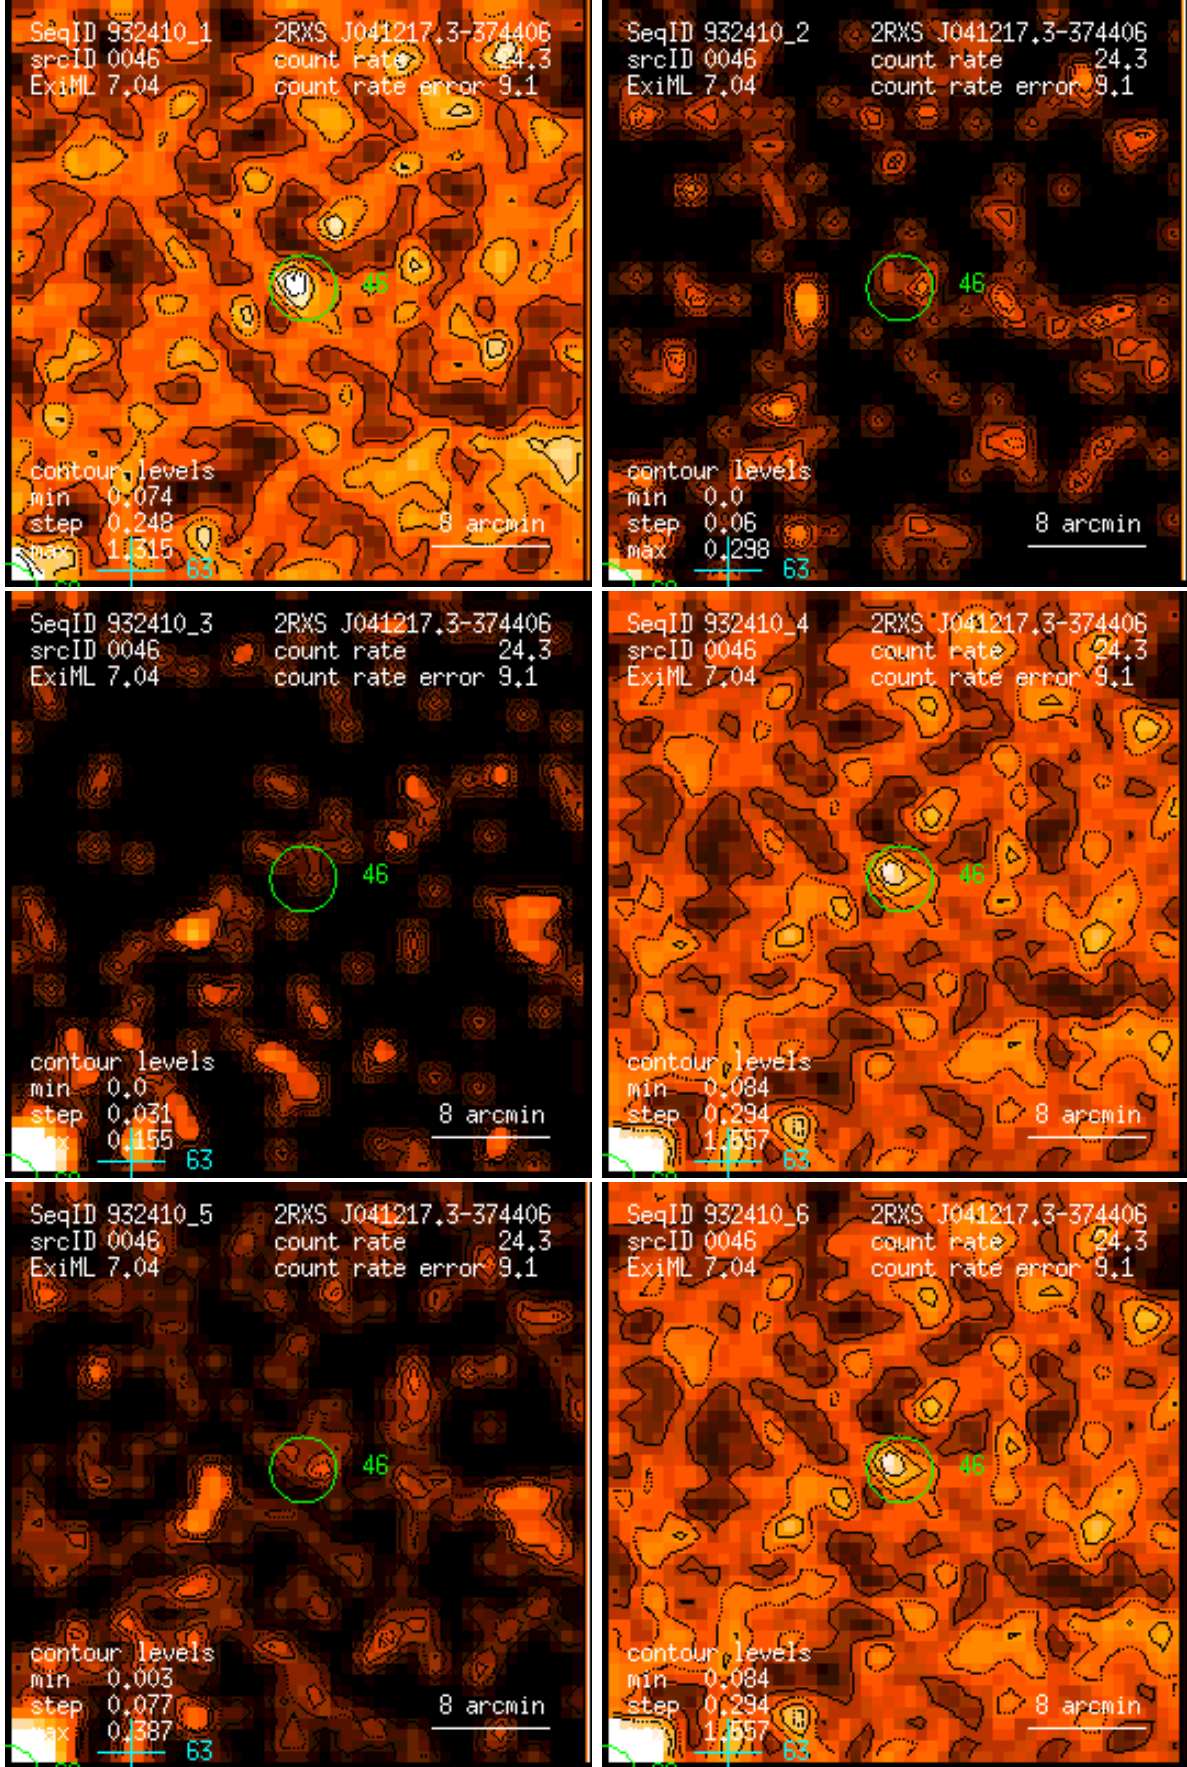 SeqID 932410_1 2RXS J041217.3-374406
srcID 0046 count rate 24.3
ExiML 7.04 count rate error 9.1
46
contour levels
min 0.074
step 0.248 8 arcmin
max 1.315
63
SeqID 932410_2 2RXS J041217.3-374406
srcID 0046 count rate 24.3
ExiML 7.04 count rate error 9.1
46
contour levels
min 0.0
step 0.06 8 arcmin
max 0.298
63
SeqID 932410_3 2RXS J041217.3-374406
srcID 0046 count rate 24.3
ExiML 7.04 count rate error 9.1
46
contour levels
min 0.0
step 0.031 8 arcmin
max 0.155
63
SeqID 932410_4 2RXS J041217.3-374406
srcID 0046 count rate 24.3
ExiML 7.04 count rate error 9.1
46
contour levels
min 0.084
step 0.294 8 arcmin
max 1.557
63
SeqID 932410_5 2RXS J041217.3-374406
srcID 0046 count rate 24.3
ExiML 7.04 count rate error 9.1
46
contour levels
min 0.003
step 0.077 8 arcmin
max 0.387
63
SeqID 932410_6 2RXS J041217.3-374406
srcID 0046 count rate 24.3
ExiML 7.04 count rate error 9.1
46
contour levels
min 0.084
step 0.294 8 arcmin
max 1.557
63